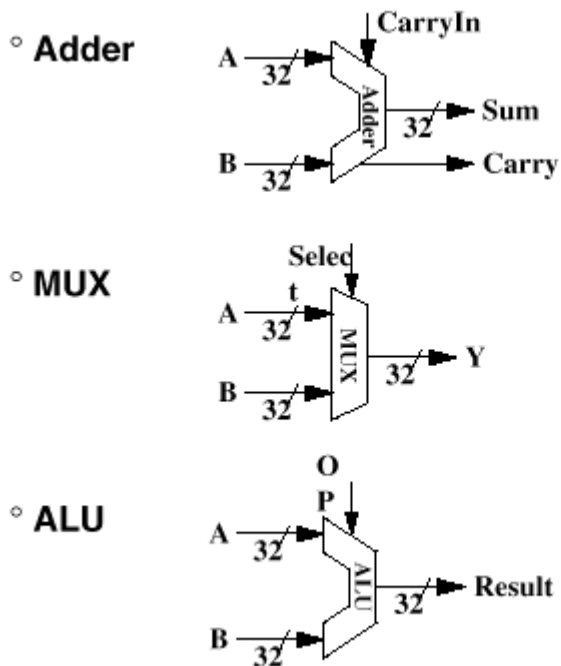 CarryIn
° Adder
A
32
Adder
32
Sum
B
32
Carry
Selec
t
° MUX
A
32
MUX
32
Y
B
32
O
P
° ALU
A
32
ALU
32
Result
B
32